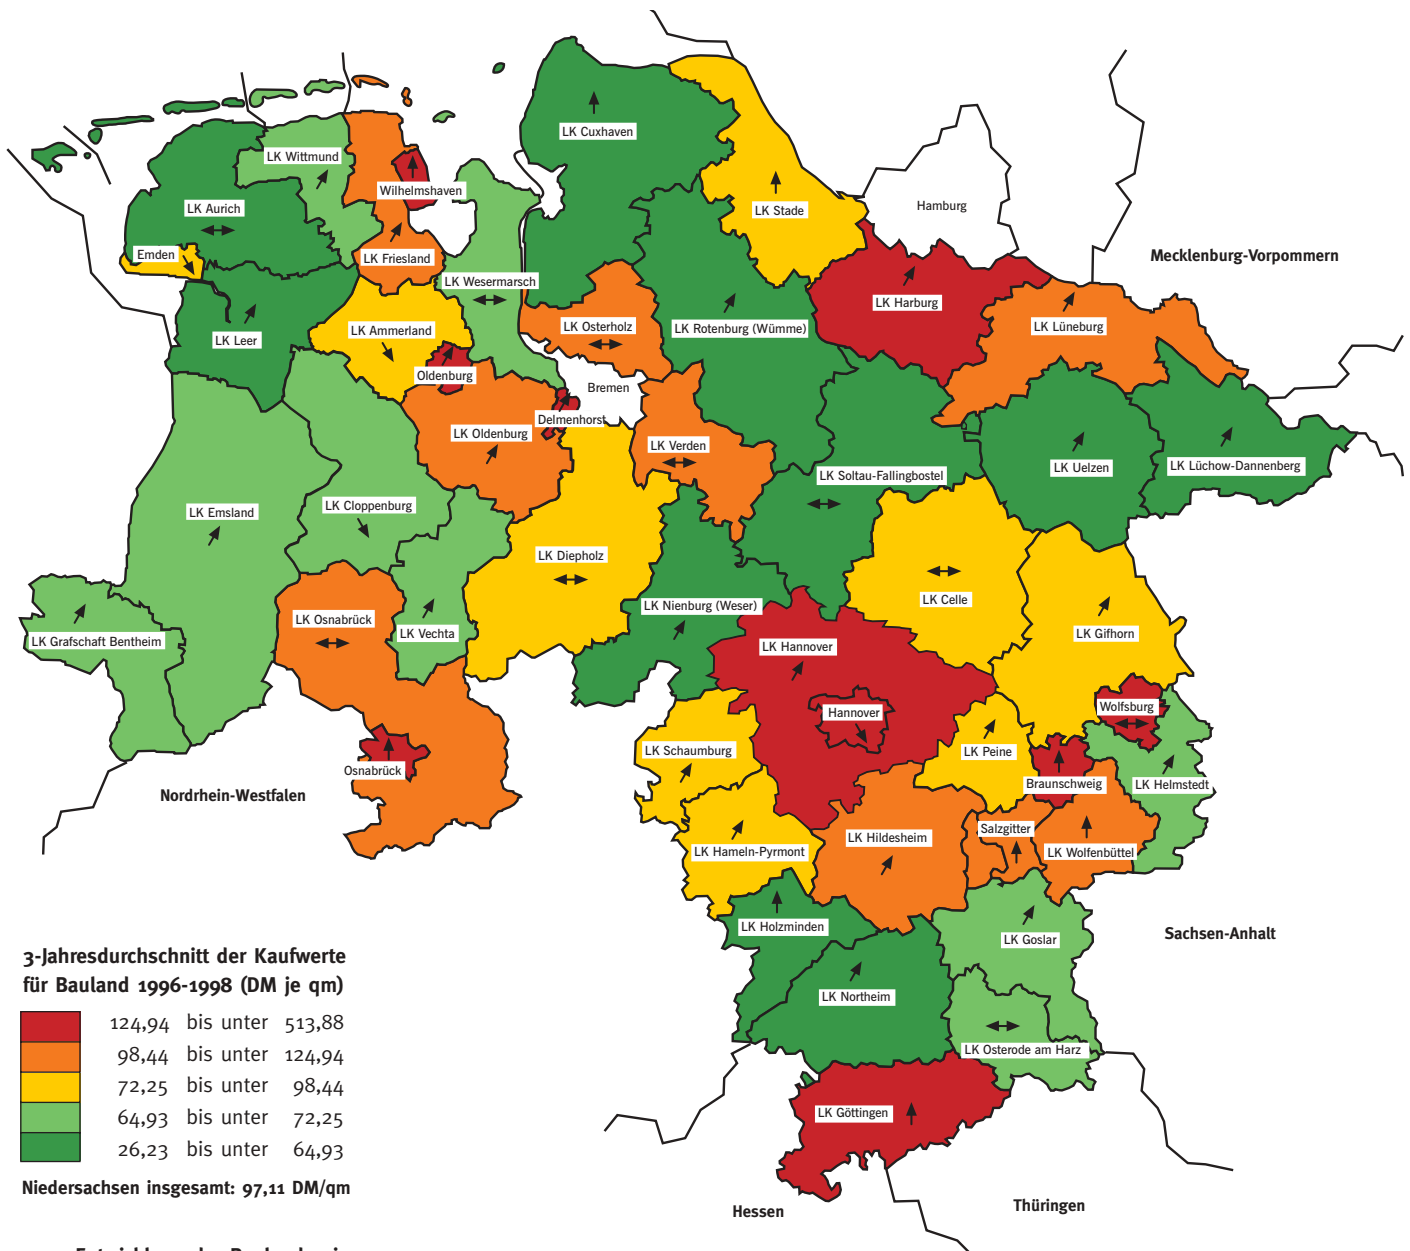 LK Cuxhaven
LK Wittmund
Wilhelmshaven
LK Aurich
LK Stade
Hamburg
Emden
LK Friesland
Mecklenburg-Vorpommern
LK Wesermarsch
LK Harburg
LK Ammerland
LK Osterholz
LK Rotenburg (Wümme)
LK Lüneburg
LK Leer
Oldenburg
Bremen
Delmenhorst
LK Oldenburg
LK Verden
LK Soltau-Fallingbostel
LK Uelzen
LK Lüchow-Dannenberg
LK Emsland
LK Cloppenburg
LK Diepholz
LK Celle
LK Nienburg (Weser)
LK Osnabrück
LK Vechta
LK Gifhorn
LK Grafschaft Bentheim
LK Hannover
Hannover
Wolfsburg
LK Schaumburg
LK Peine
Osnabrück
Braunschweig
LK Helmstedt
Nordrhein-Westfalen
Salzgitter
LK Hildesheim
LK Hameln-Pyrmont
LK Wolfenbüttel
LK Holzminden
LK Goslar
Sachsen-Anhalt
LK Northeim
LK Osterode am Harz
LK Göttingen
Hessen
Thüringen
3-Jahresdurchschnitt der Kaufwerte
für Bauland 1996-1998 (DM je qm)
124,94 bis unter 513,88
98,44 bis unter 124,94
72,25 bis unter 98,44
64,93 bis unter 72,25
26,23 bis unter 64,93
Niedersachsen insgesamt: 97,11 DM/qm